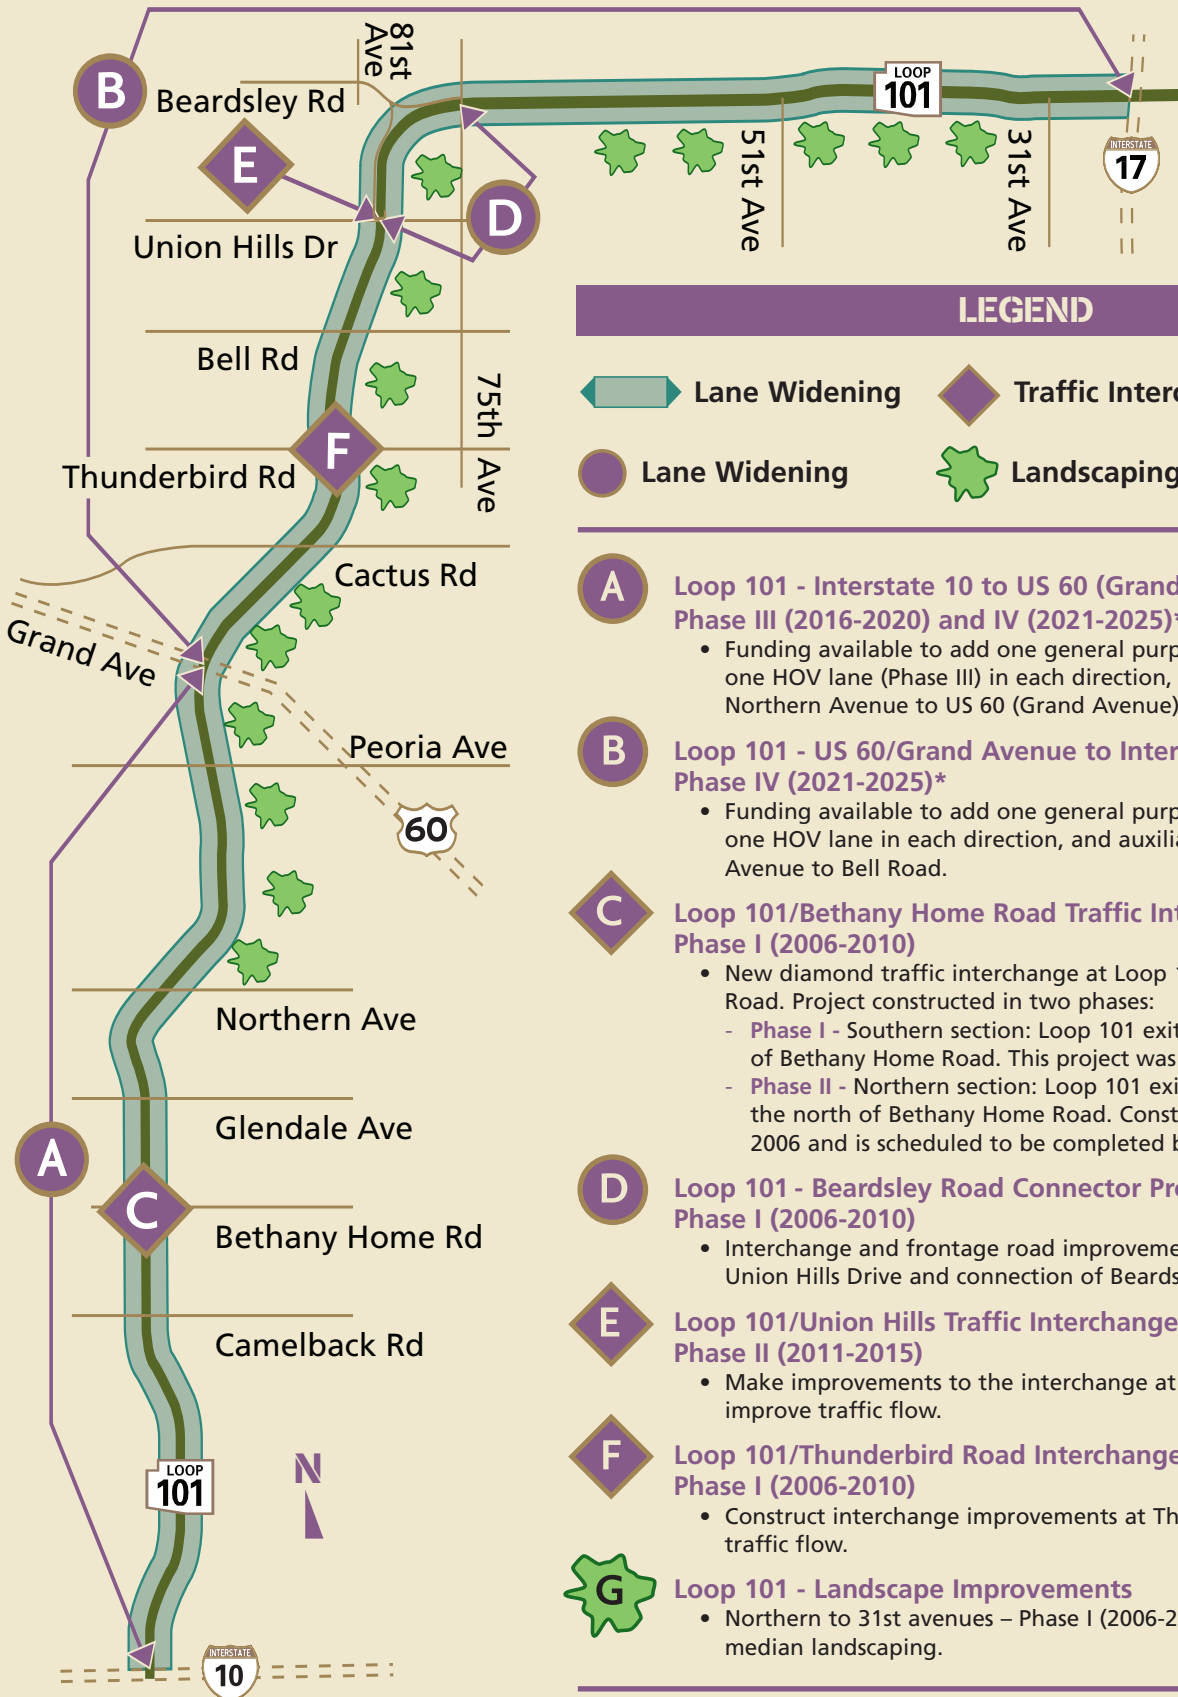 81st
Ave
B
Beardsley Rd
LOOP
101
E
51st Ave
31st Ave
INTERSTATE
17
D
Union Hills Dr
Bell Rd
75th Ave
F
Thunderbird Rd
Cactus Rd
Grand Ave
Peoria Ave
60
Northern Ave
Glendale Ave
A
C
Bethany Home Rd
Camelback Rd
N
LOOP
101
INTERSTATE
10
LEGEND
Lane Widening
Traffic Interc
Lane Widening
Landscaping
A
Loop 101 - Interstate 10 to US 60 (Grand
Phase III (2016-2020) and IV (2021-2025)*
• Funding available to add one general purp
one HOV lane (Phase III) in each direction,
Northern Avenue to US 60 (Grand Avenue)
B
Loop 101 - US 60/Grand Avenue to Inter
Phase IV (2021-2025)*
• Funding available to add one general purp
one HOV lane in each direction, and auxilia
Avenue to Bell Road.
C
Loop 101/Bethany Home Road Traffic Int
Phase I (2006-2010)
• New diamond traffic interchange at Loop 1
Road. Project constructed in two phases:
- Phase I - Southern section: Loop 101 exit
of Bethany Home Road. This project was
- Phase II - Northern section: Loop 101 exi
the north of Bethany Home Road. Const
2006 and is scheduled to be completed b
D
Loop 101 - Beardsley Road Connector Pro
Phase I (2006-2010)
• Interchange and frontage road improveme
Union Hills Drive and connection of Beards
E
Loop 101/Union Hills Traffic Interchange
Phase II (2011-2015)
• Make improvements to the interchange at
improve traffic flow.
F
Loop 101/Thunderbird Road Interchange
Phase I (2006-2010)
• Construct interchange improvements at Th
traffic flow.
G
Loop 101 - Landscape Improvements
• Northern to 31st avenues – Phase I (2006-2
median landscaping.